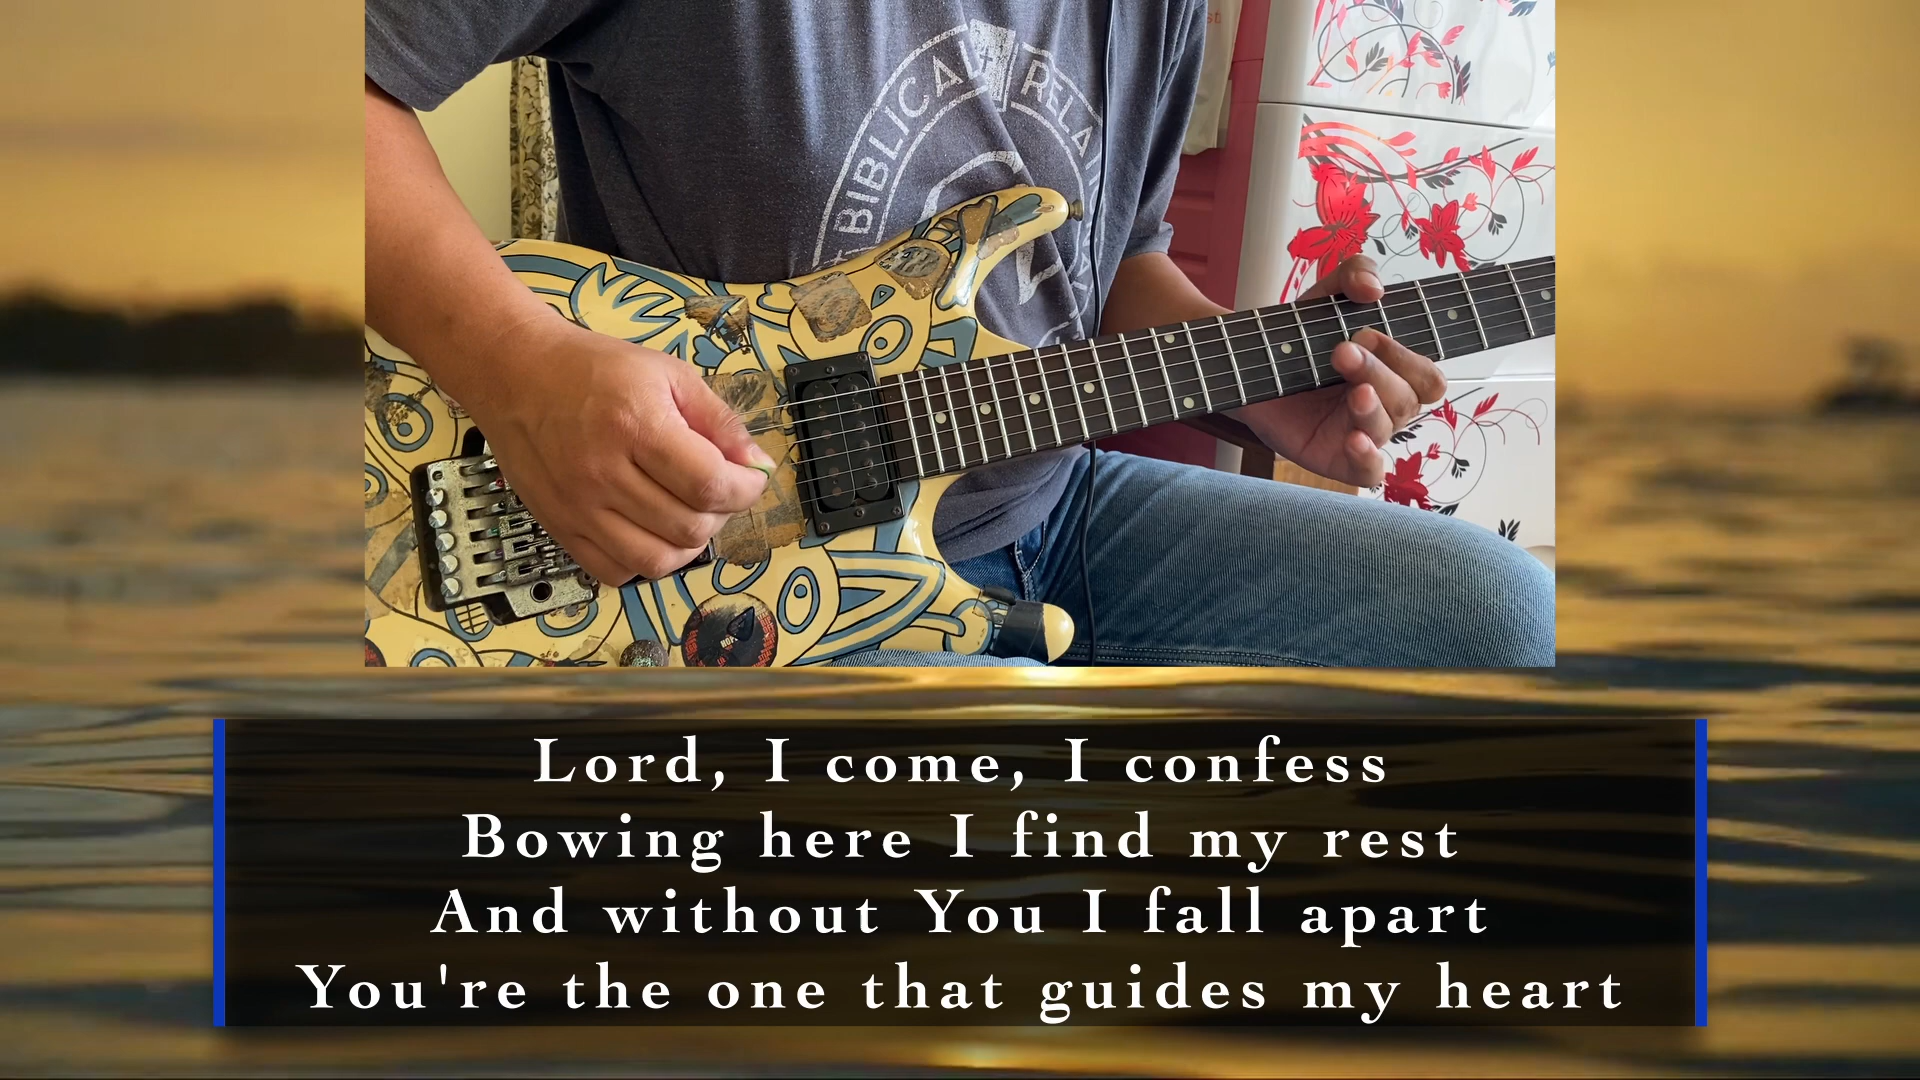 BIBLICAL
Lord, I come, I confess
Bowing here I find my rest
And without You I fall apart
You're the one that guides my heart